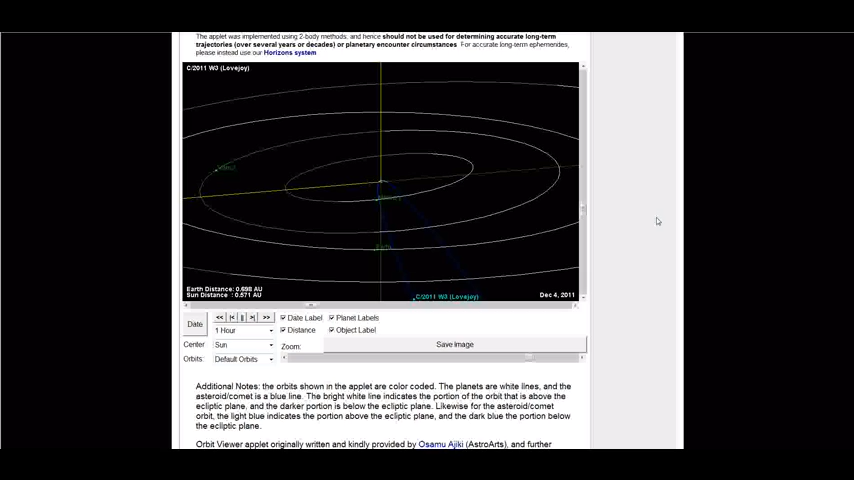 The applet was implemented using 2-body methods, and hence should not be used for determining accurate long-term
trajectories (over several years or decades) or planetary encounter circumstances For accurate long-term ephemerides,
please instead use our Horizons system
C/2011 W3 (Lovejoy)
Earth
C/2011 W3 (Lovejoy)
Earth Distance: 0.698 AU
Sun Distance : 0.571 AU
Dec 4, 2011
Date
<< |< || >| >>
Date Label
Planet Labels
1 Hour
Distance
Object Label
Center
Sun
Zoom:
Save Image
Orbits:
Default Orbits
Additional Notes: the orbits shown in the applet are color coded. The planets are white lines, and the
asteroid/comet is a blue line. The bright white line indicates the portion of the orbit that is above the
ecliptic plane, and the darker portion is below the ecliptic plane. Likewise for the asteroid/comet
orbit, the light blue indicates the portion above the ecliptic plane, and the dark blue the portion below
the ecliptic plane.
Orbit Viewer applet originally written and kindly provided by Osamu Ajiki (AstroArts), and further